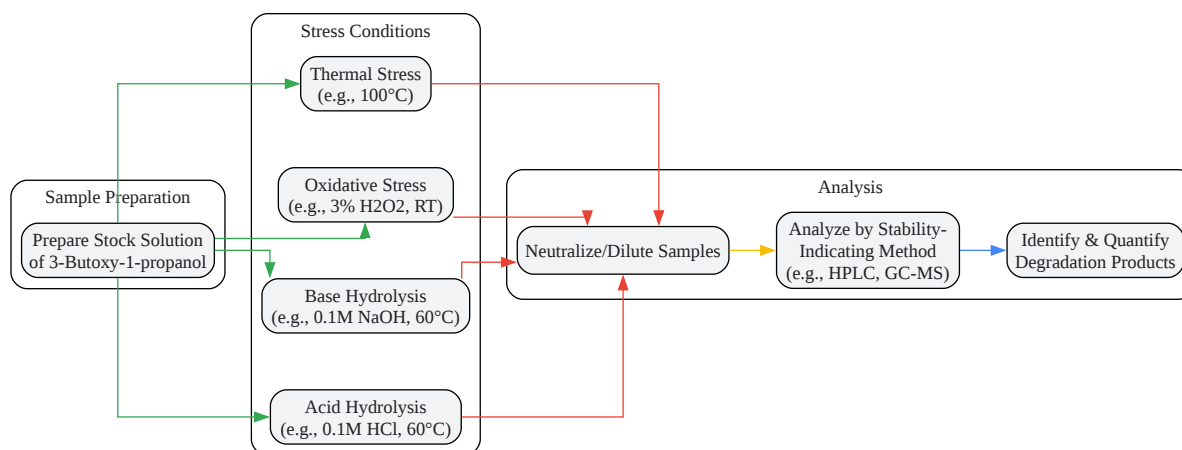 Stress Conditions
Thermal Stress
(e.g., 100°C)
Oxidative Stress
(e.g., 3% H2O2, RT)
Sample Preparation
Prepare Stock Solution
of 3-Butoxy-1-propanol
Base Hydrolysis
(e.g., 0.1M NaOH, 60°C)
Acid Hydrolysis
(e.g., 0.1M HCl, 60°C)
Analysis
Neutralize/Dilute Samples
Analyze by Stability-
Indicating Method
(e.g., HPLC, GC-MS)
Identify & Quantify
Degradation Products